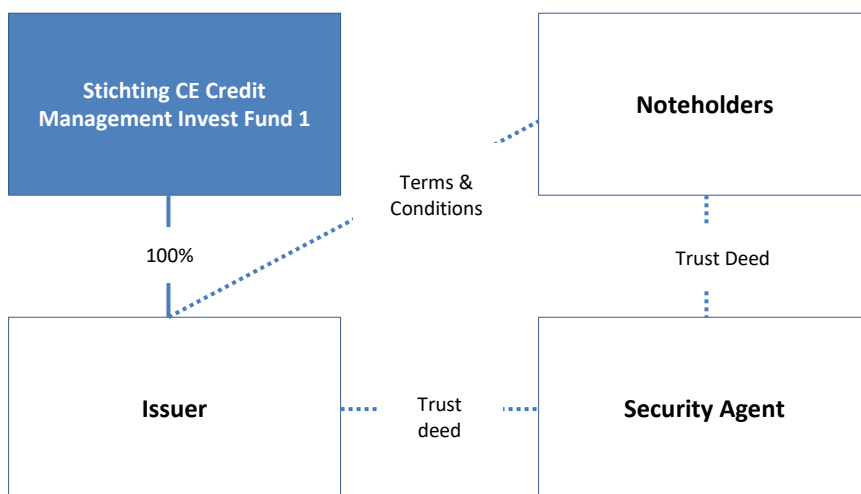 Stichting CE Credit
Management Invest Fund 1
Noteholders
Terms &
Conditions
100%
Trust Deed
Issuer
Trust
deed
Security Agent